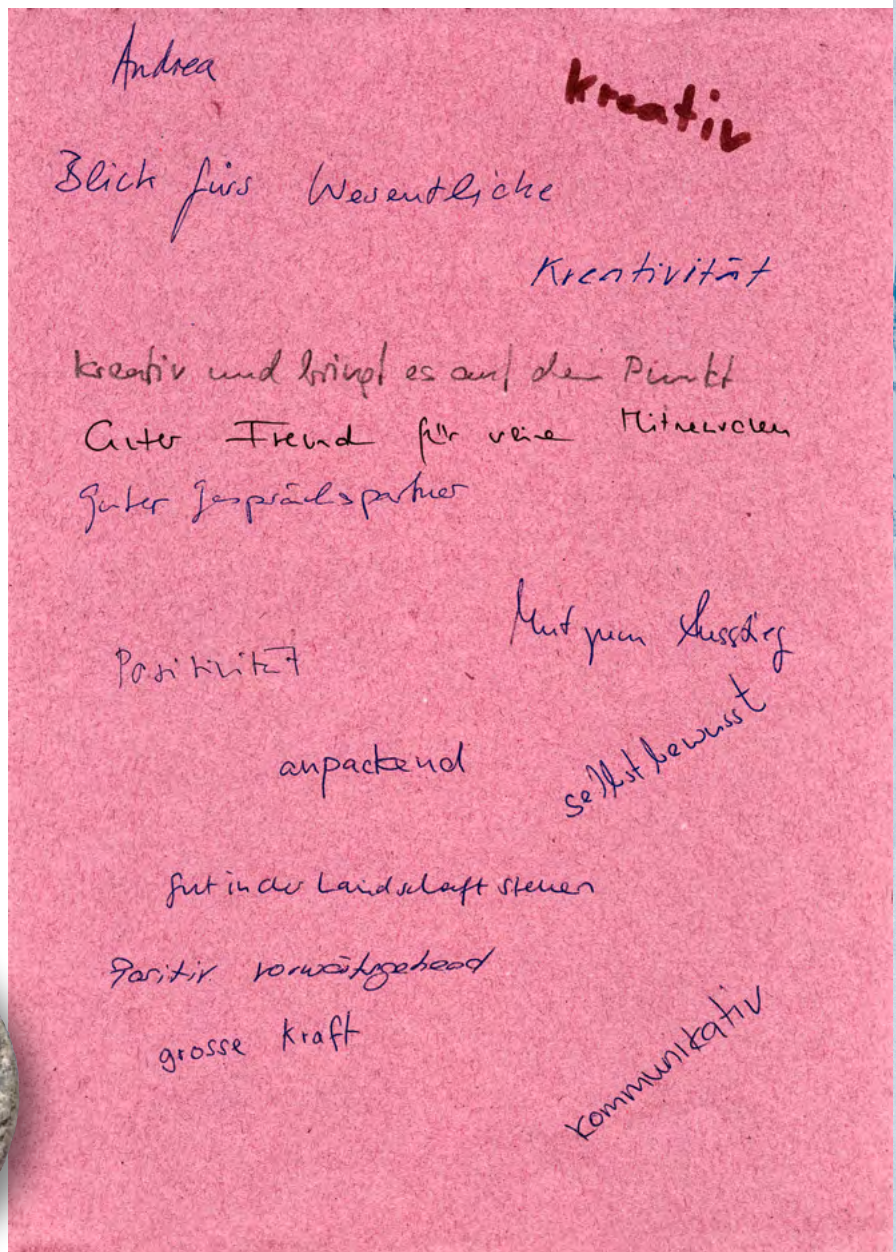 Andrea
kreativ
Blick fürs Wesentliche
Kreativität
kreativ und bringt es auf den Punkt
Guter Freund für seine Mitmenschen
guter Gesprächspartner
Mut zum Ausstieg
Positivität
selbstbewusst
anpackend
gut in der Landschaft stehen
Positiv vorwärtsgehend
grosse Kraft
kommunikativ